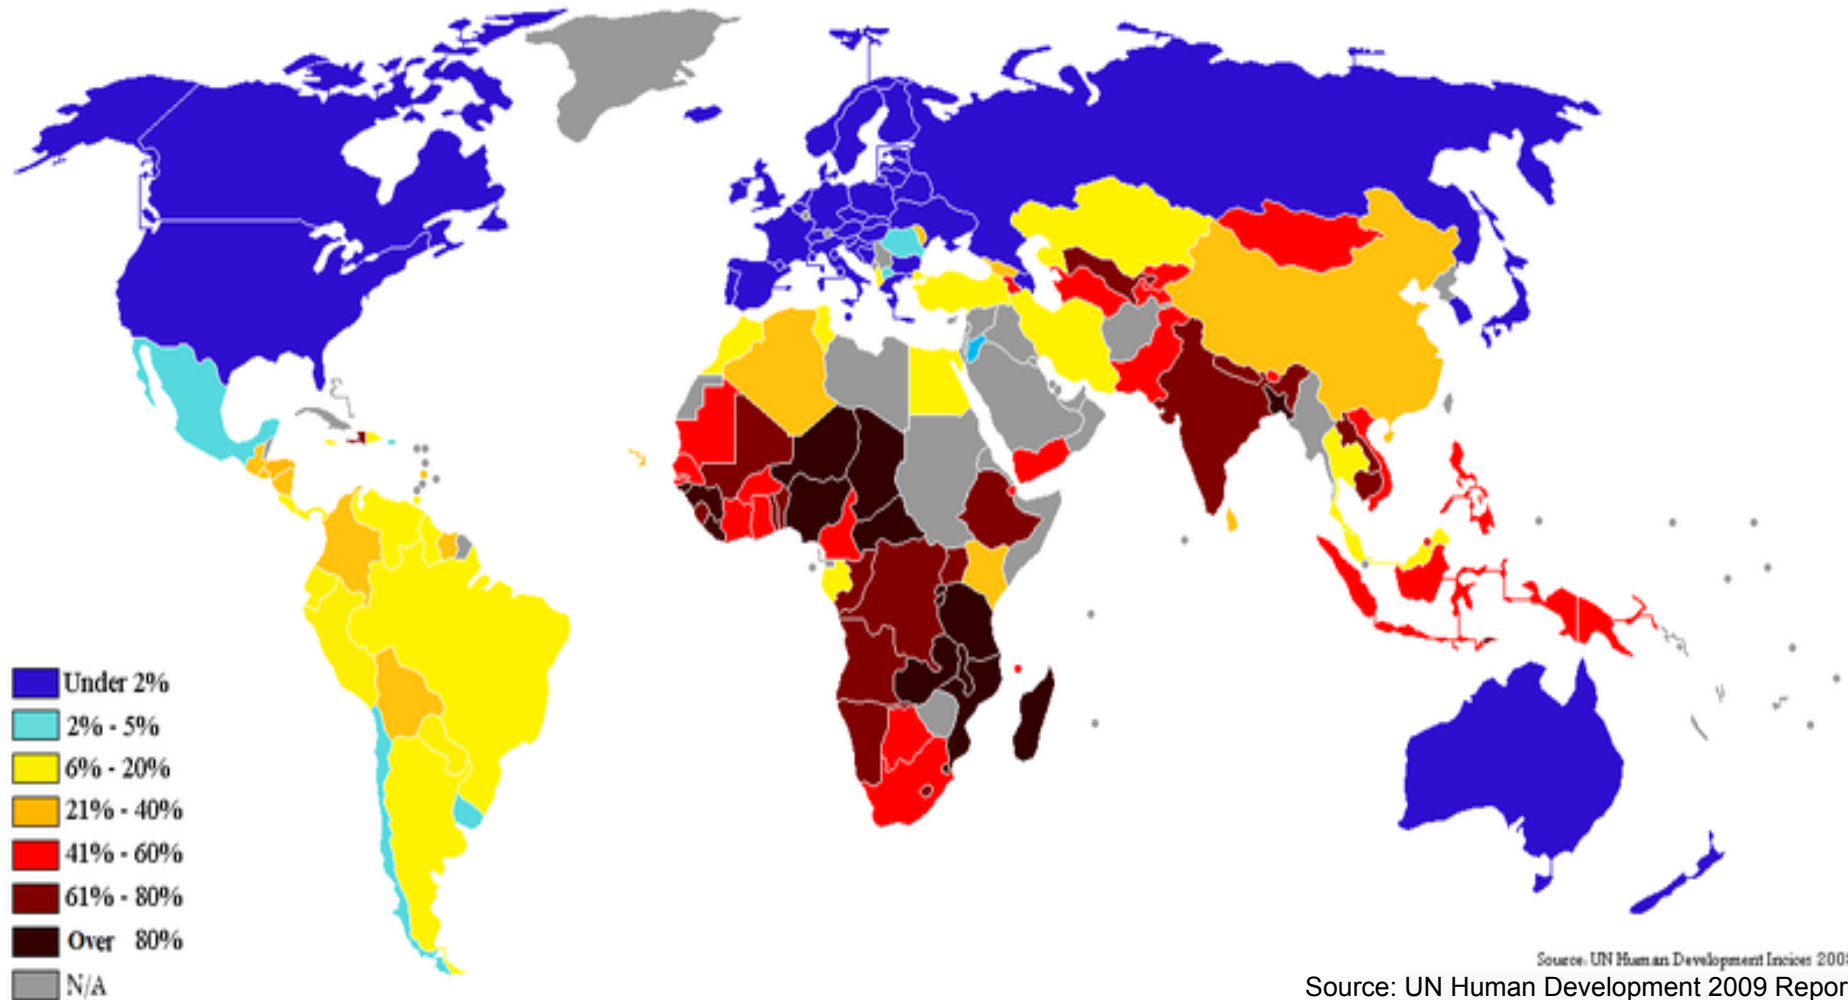 Under 2%
2% - 5%
6% - 20%
21% - 40%
41% - 60%
61% - 80%
Over 80%
N/A
Source: UN Human Development Indices 2008
Source: UN Human Development 2009 Repor